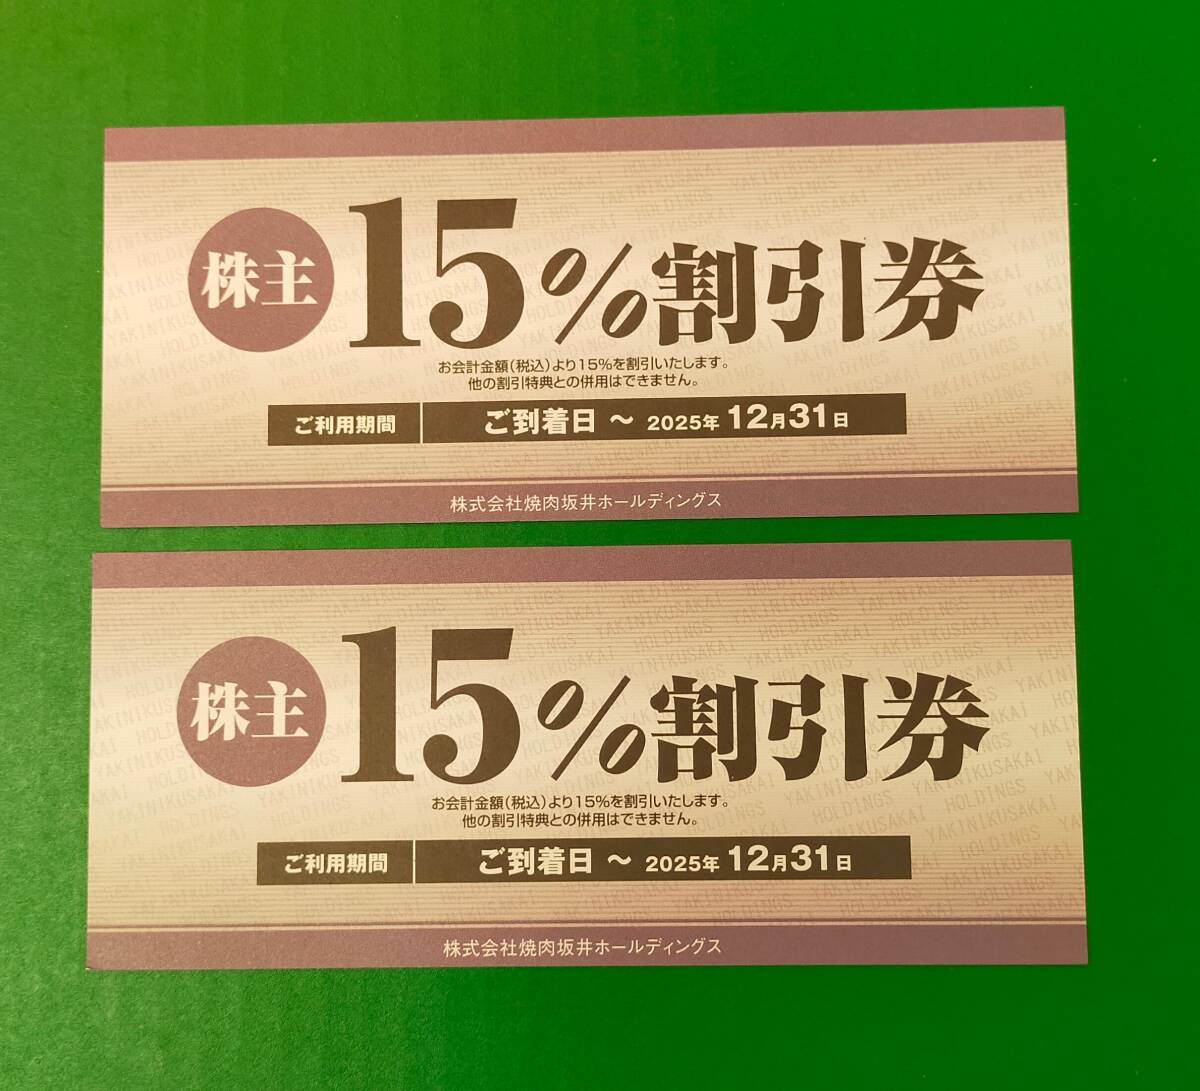 株主 15%割引券
お会計金額(税込)より15%を割引いたします。
他の割引特典との併用はできません。
ご利用期間 ご到着日 ~ 2025年 12月31日
株式会社焼肉坂井ホールディングス
株主 15%割引券
お会計金額(税込)より15%を割引いたします。
他の割引特典との併用はできません。
ご利用期間 ご到着日 ~ 2025年 12月31日
株式会社焼肉坂井ホールディングス